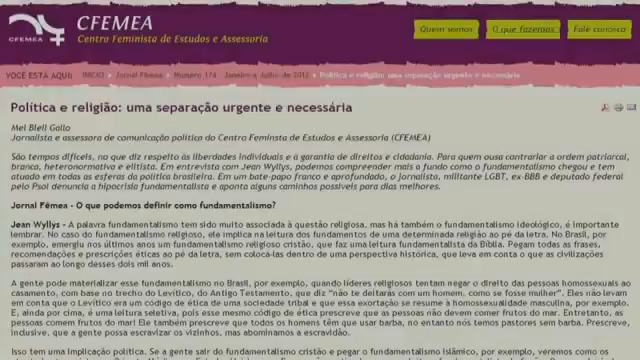 CFEMEA
CFEMEA
Centro Feminista de Estudos e Assessoria
Quem somos
O que fazemos
Fale conosco
VOCÊ ESTÁ AQUI: INÍCIO Jornal Fêmea Número 174 - Janeiro a Julho de 2012 Política e religião: uma separação urgente e necessária
Política e religião: uma separação urgente e necessária
Mel Bleil Gallo
Jornalista e assessora de comunicação política do Centro Feminsta de Estudos e Assessoria (CFEMEA)
São tempos difíceis, no que diz respeito às liberdades individuais e à garantia de direitos e cidadania. Para quem ousa contrariar a ordem patriarcal,
branca, heteronormativa e elitista. Em entrevista com Jean Wyllys, podemos compreender mais a fundo como o fundamentalismo chegou e tem
atuado em todas as esferas da política brasileira. Em um bate-papo franco e aprofundado, o jornalista, militante LGBT, ex-BBB e deputado federal
pelo Psol denuncia a hipocrisia fundamentalista e aponta alguns caminhos possíveis para dias melhores.
Jornal Fêmea - O que podemos definir como fundamentalismo?
Jean Wyllys - A palavra fundamentalismo tem sido muito associada à questão religiosa, mas há também o fundamentalismo ideológico, é importante
lembrar. No caso do fundamentalismo religioso, ele implica na leitura dos fundamentos de uma determinada religião ao pé da letra. No Brasil, por
exemplo, emergiu nos últimos anos um fundamentalismo religioso cristão, que faz uma leitura fundamentalista da Bíblia. Pegam todas as frases,
recomendações e prescrições éticas ao pé da letra, sem colocá-las dentro de uma perspectiva histórica, que leva em conta o que as civilizações
passaram ao longo desses dois mil anos.
A gente pode materializar esse fundamentalismo no Brasil, por exemplo, quando líderes religiosos tentam negar o direito das pessoas homossexuais ao
casamento, com base no trecho do Levítico, do Antigo Testamento, que diz "não te deitarás com um homem, como se fosse mulher". Eles não levam
em conta que o Levítico era um código de ética de uma sociedade tribal e que essa exortação se resume à homossexualidade masculina, por exemplo.
E, ainda por cima, é uma leitura seletiva, pois esse mesmo código de ética prescreve que as pessoas não devem comer frutos do mar. Entretanto, as
pessoas comem frutos do mar! Ele também prescreve que todos os homens têm que usar barba, no entanto nós temos pastores sem barba. Prescreve,
inclusive, que a gente possa escravizar os vizinhos, mas abominamos a escravidão.
Isso tem uma implicação política. Se a gente sair do fundamentalismo cristão e pegar o fundamentalismo islâmico, por exemplo, veremos como os